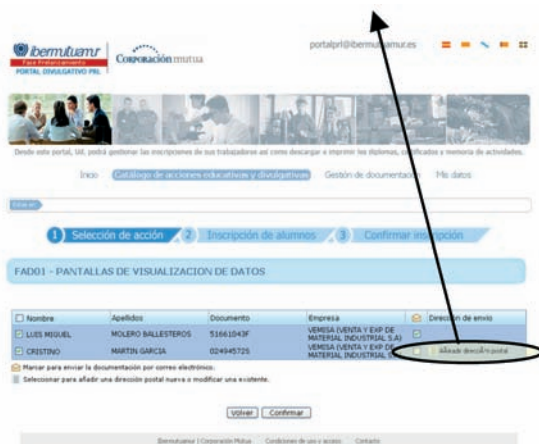 ibermutuamur
Fase Prelanzamiento
PORTAL DIVULGATIVO PRL
CORPORACIÓN mutua
portalprl@ibermutuamur.es
Desde este portal, Ud. podrá gestionar las inscripciones de sus trabajadores así como descargar e imprimir los diplomas, certificados y memoria de actividades.
Inicio Catálogo de acciones educativas y divulgativas Gestión de documentación Mis datos
1 Selección de acción 2 Inscripción de alumnos 3 Confirmar inscripción
FAD01 - PANTALLAS DE VISUALIZACION DE DATOS
Nombre Apellidos Documento Empresa Dirección de envío
LUIS MIGUEL MOLERO BALLESTEROS 51661043F VEMISA (VENTA Y EXP DE
MATERIAL INDUSTRIAL S.A)
CRISTINO MARTIN GARCIA 02494572S VEMISA (VENTA Y EXP DE
MATERIAL INDUSTRIAL
Añadir dirección postal
Marcar para enviar la documentación por correo electrónico.
Seleccionar para añadir una dirección postal nueva o modificar una existente.
Volver Confirmar
Ibermutuamur | Corporación Mutua Condiciones de uso y acceso Contacto